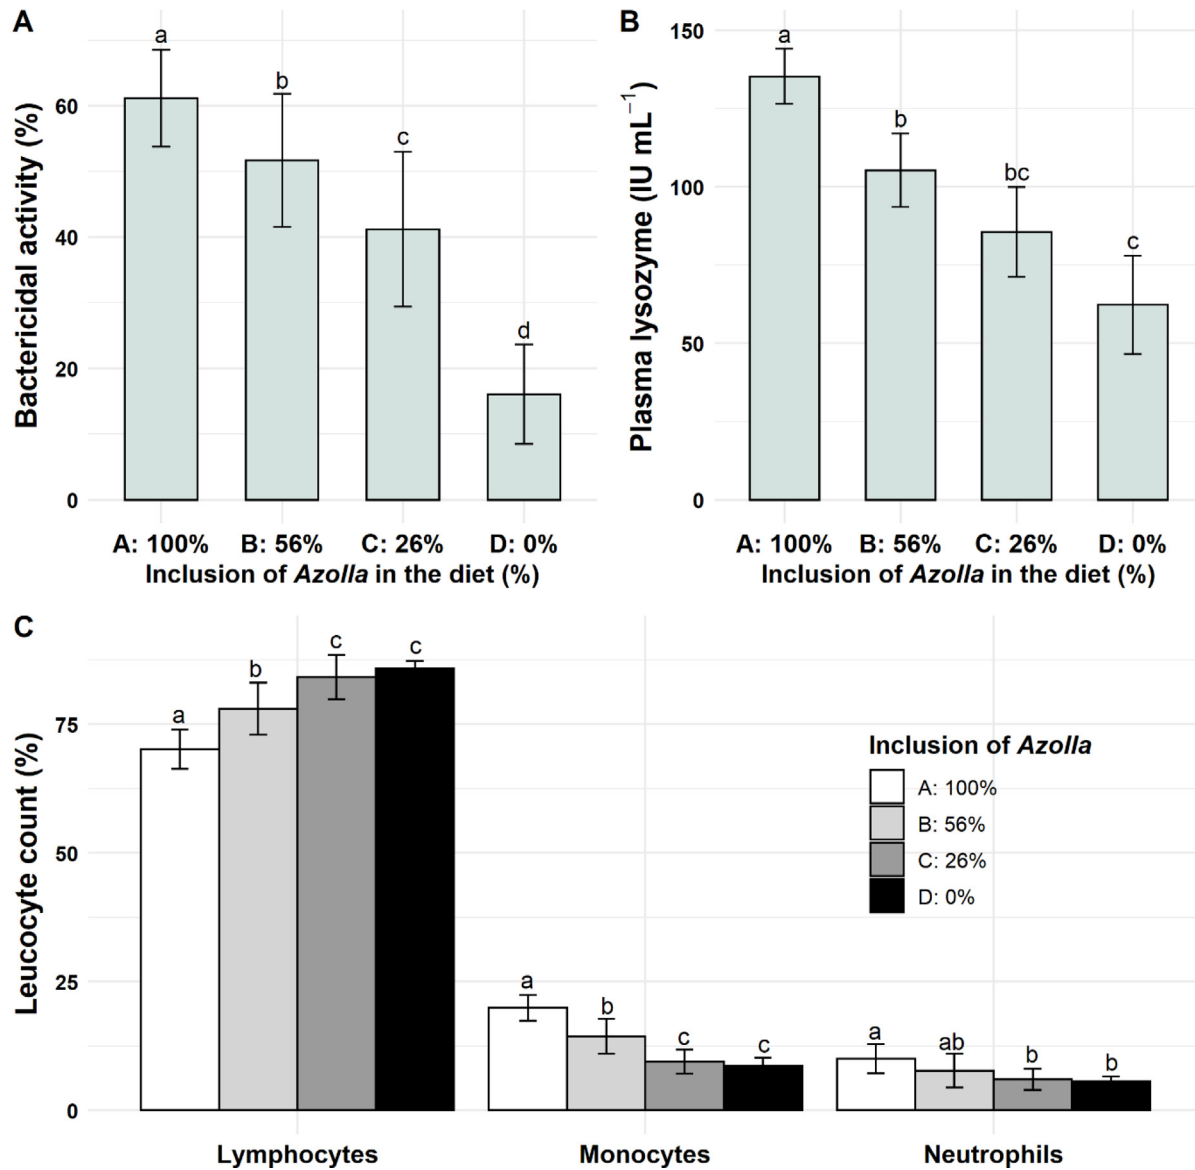 A
Bactericidal activity (%)
60
40
20
0
a
b
c
d
A: 100% B: 56% C: 26% D: 0%
Inclusion of Azolla in the diet (%)
B
Plasma lysozyme (IU mL⁻¹)
150
100
50
0
a
b
bc
c
A: 100% B: 56% C: 26% D: 0%
Inclusion of Azolla in the diet (%)
C
Leucocyte count (%)
75
50
25
0
a
b
c
c
a
b
c
c
a
ab
b
b
Inclusion of Azolla
A: 100%
B: 56%
C: 26%
D: 0%
Lymphocytes Monocytes Neutrophils